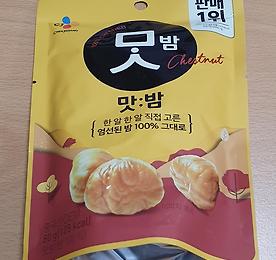 CJ
판매
1위
맛밤
Chestnut
맛:밤
한 알 한 알 직접 고른
엄선된 밤 100% 그대로